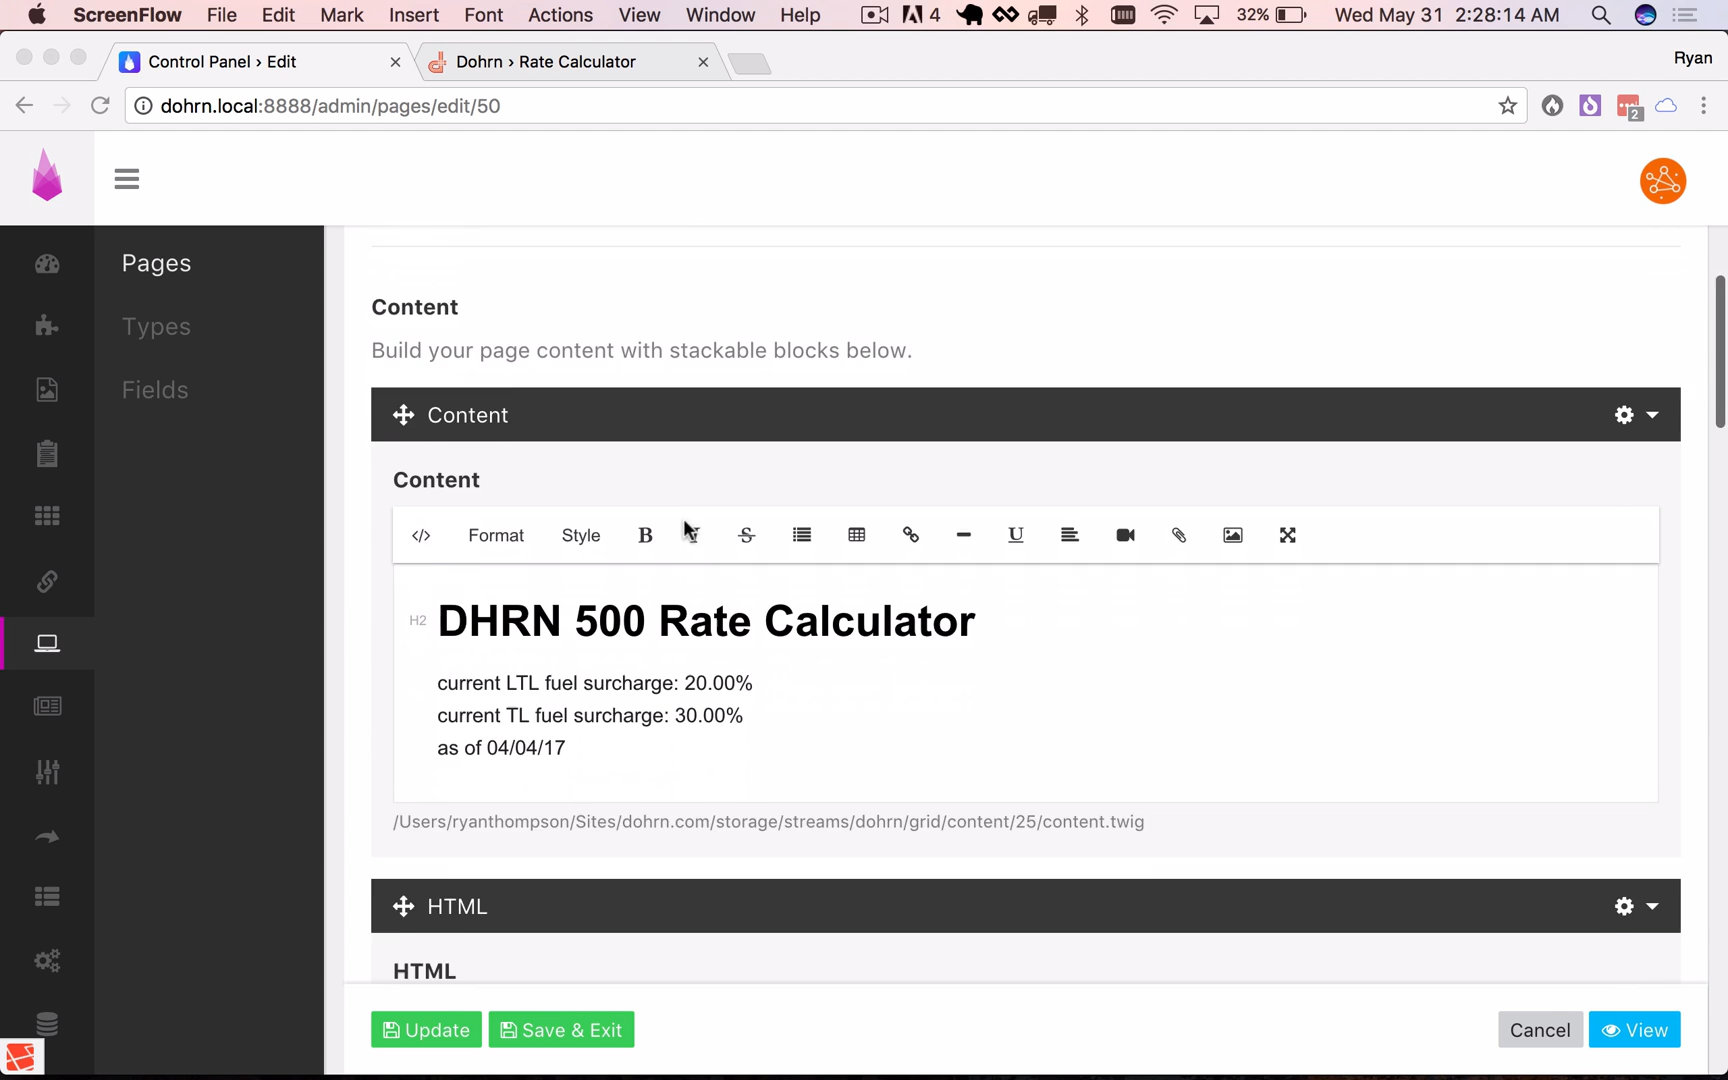 ScreenFlow File Edit Mark Insert Font Actions View Window Help 4 32% Wed May 31 2:28:14 AM
Control Panel › Edit
Dohrn › Rate Calculator
Ryan
dohrn.local:8888/admin/pages/edit/50
2
Pages
Types
Fields
Content
Build your page content with stackable blocks below.
Content
Content
</> Format Style B S U
H2 DHRN 500 Rate Calculator
current LTL fuel surcharge: 20.00%
current TL fuel surcharge: 30.00%
as of 04/04/17
/Users/ryanthompson/Sites/dohrn.com/storage/streams/dohrn/grid/content/25/content.twig
HTML
HTML
Update Save & Exit Cancel View